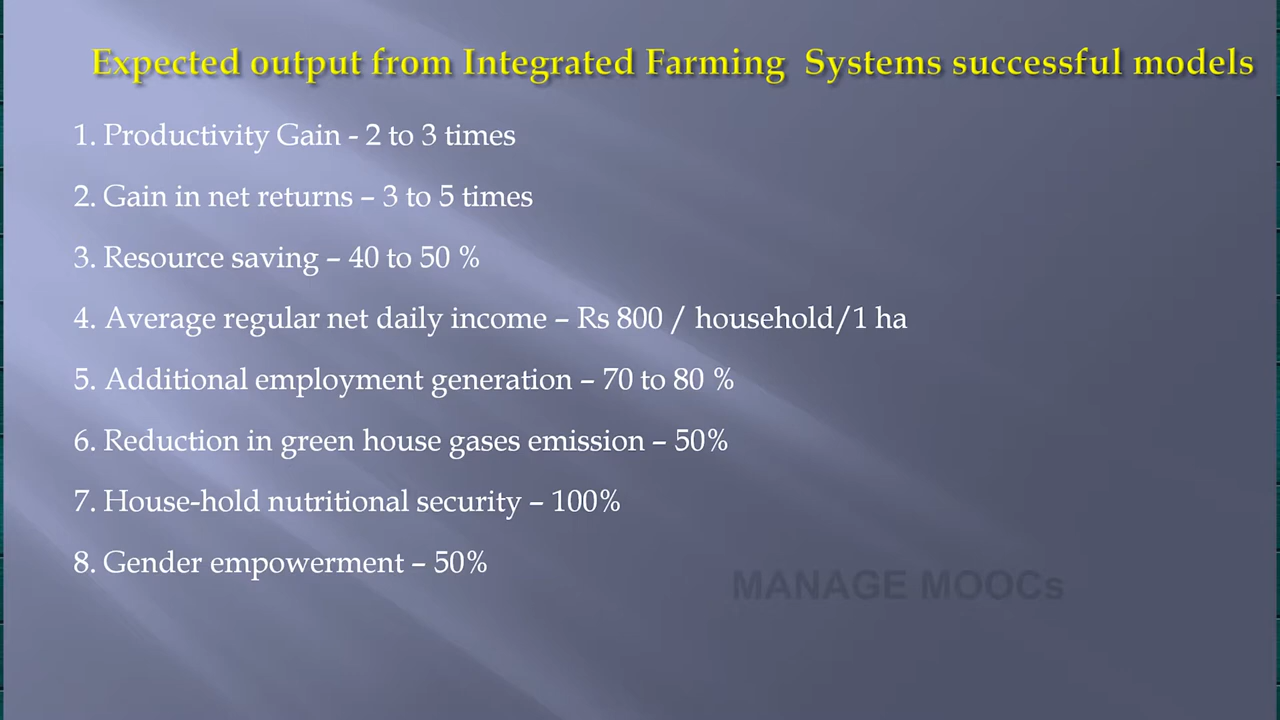 Expected output from Integrated Farming Systems successful models
1. Productivity Gain - 2 to 3 times
2. Gain in net returns – 3 to 5 times
3. Resource saving – 40 to 50 %
4. Average regular net daily income – Rs 800 / household/1 ha
5. Additional employment generation – 70 to 80 %
6. Reduction in green house gases emission – 50%
7. House-hold nutritional security – 100%
8. Gender empowerment – 50%
MANAGE MOOCs